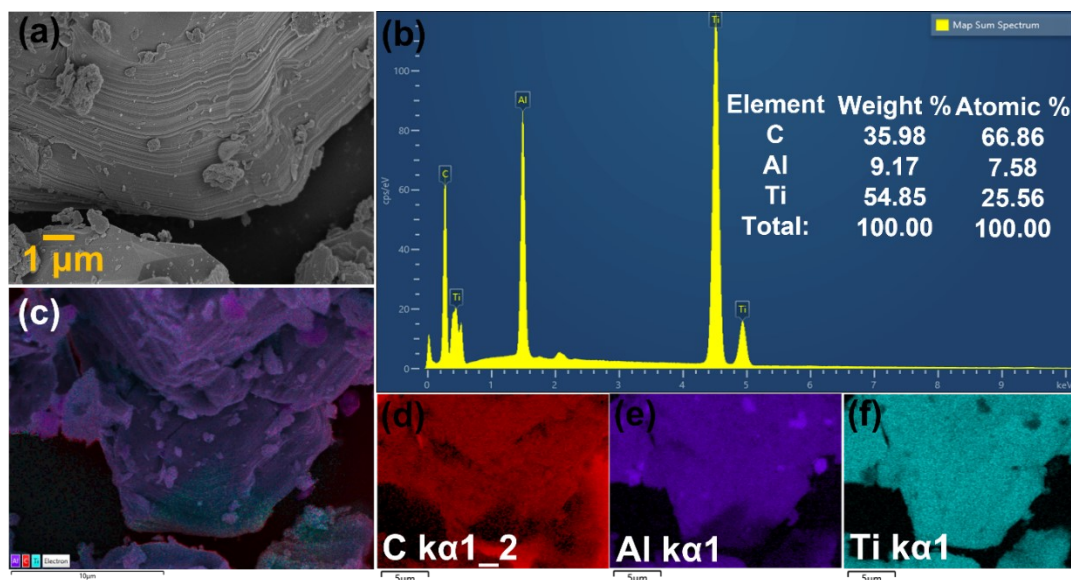 (a)
1 µm
(b)
Map Sum Spectrum
Ti
100
Al
80
C
60
cps/eV
40
Ti
20
Ti
0
0 1 2 3 4 5 6 7 8 9 keV
Element Weight % Atomic %
C 35.98 66.86
Al 9.17 7.58
Ti 54.85 25.56
Total: 100.00 100.00
(c)
Al C Ti Electron
10µm
(d)
C kα1_2
5µm
(e)
Al kα1
5µm
(f)
Ti kα1
5µm